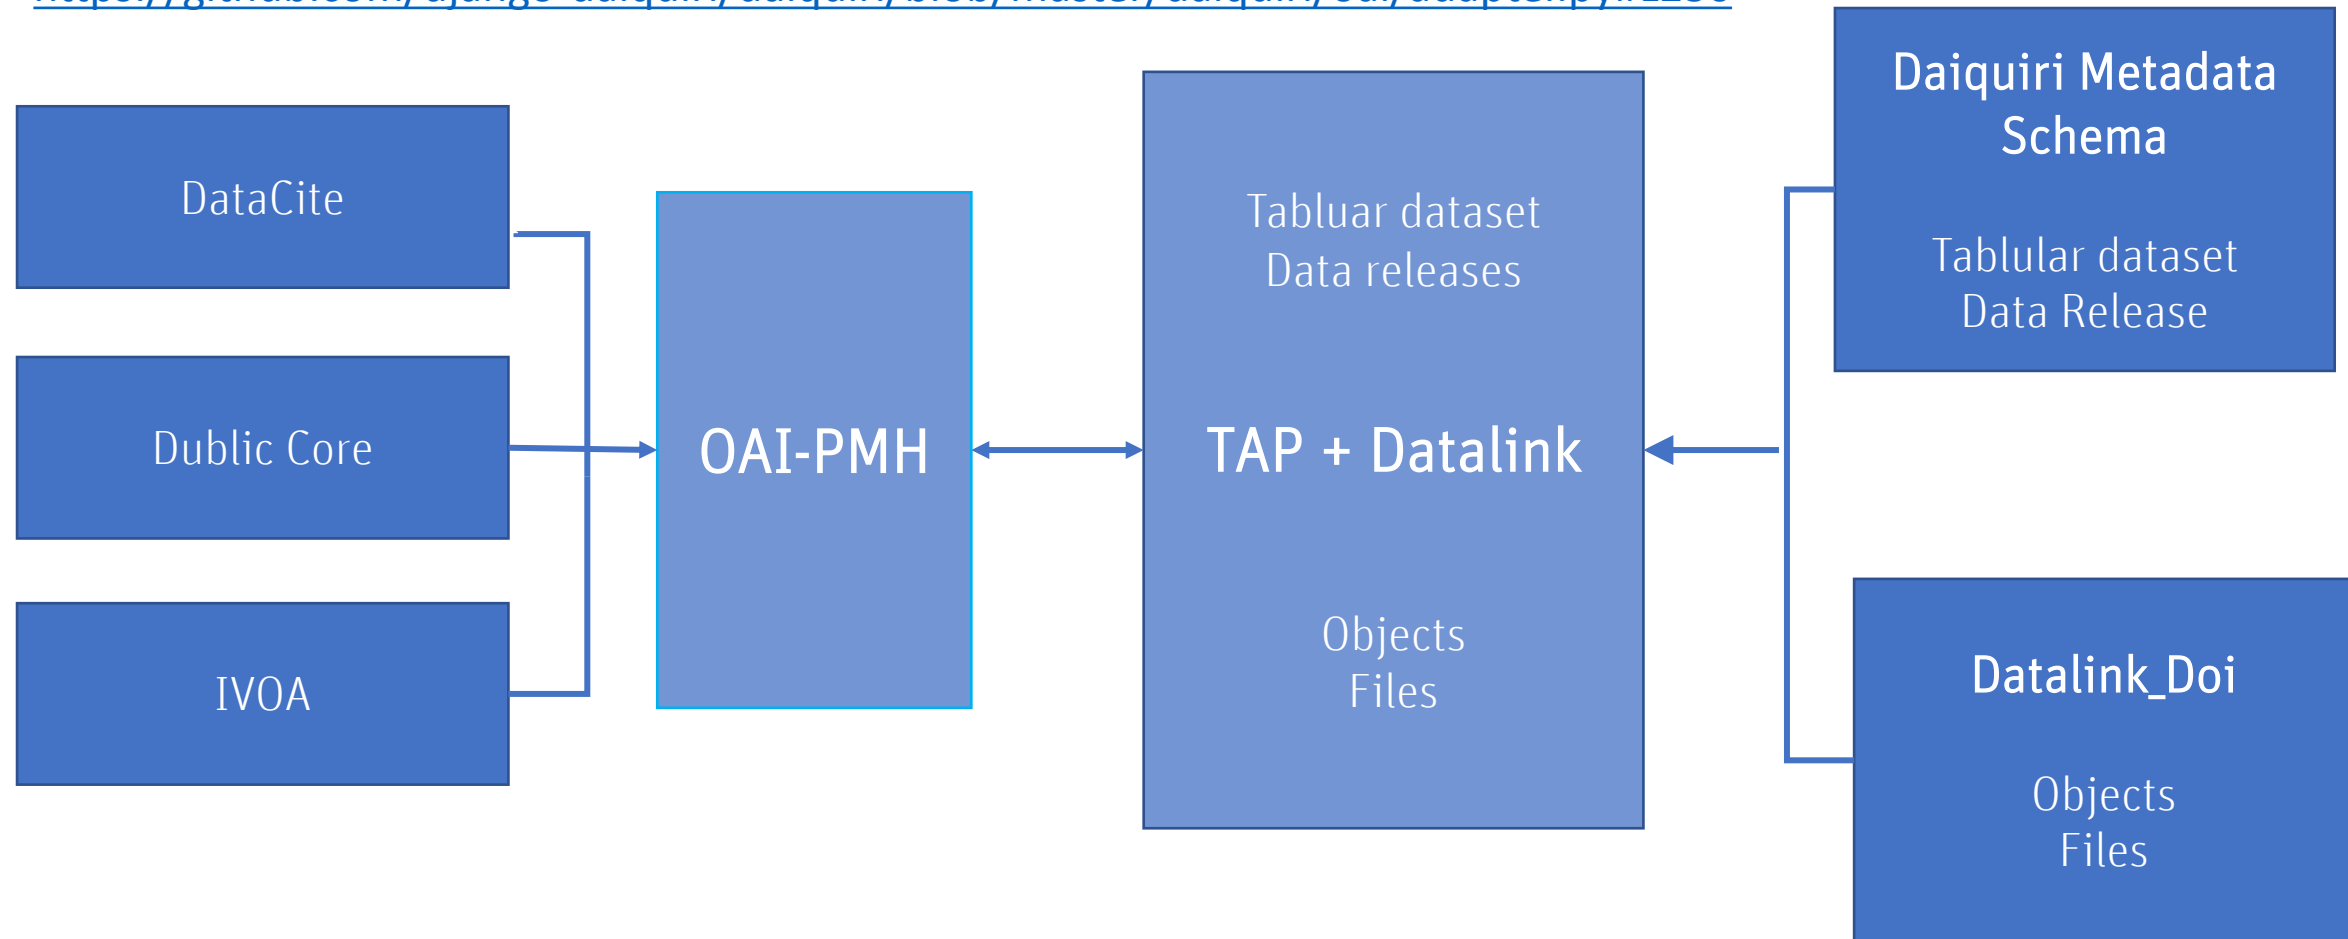 Daiquiri Metadata
Schema
Tablular dataset
Data Release
DataCite
Dublic Core
IVOA
OAI-PMH
Tabluar dataset
Data releases
TAP + Datalink
Objects
Files
Datalink_Doi
Objects
Files